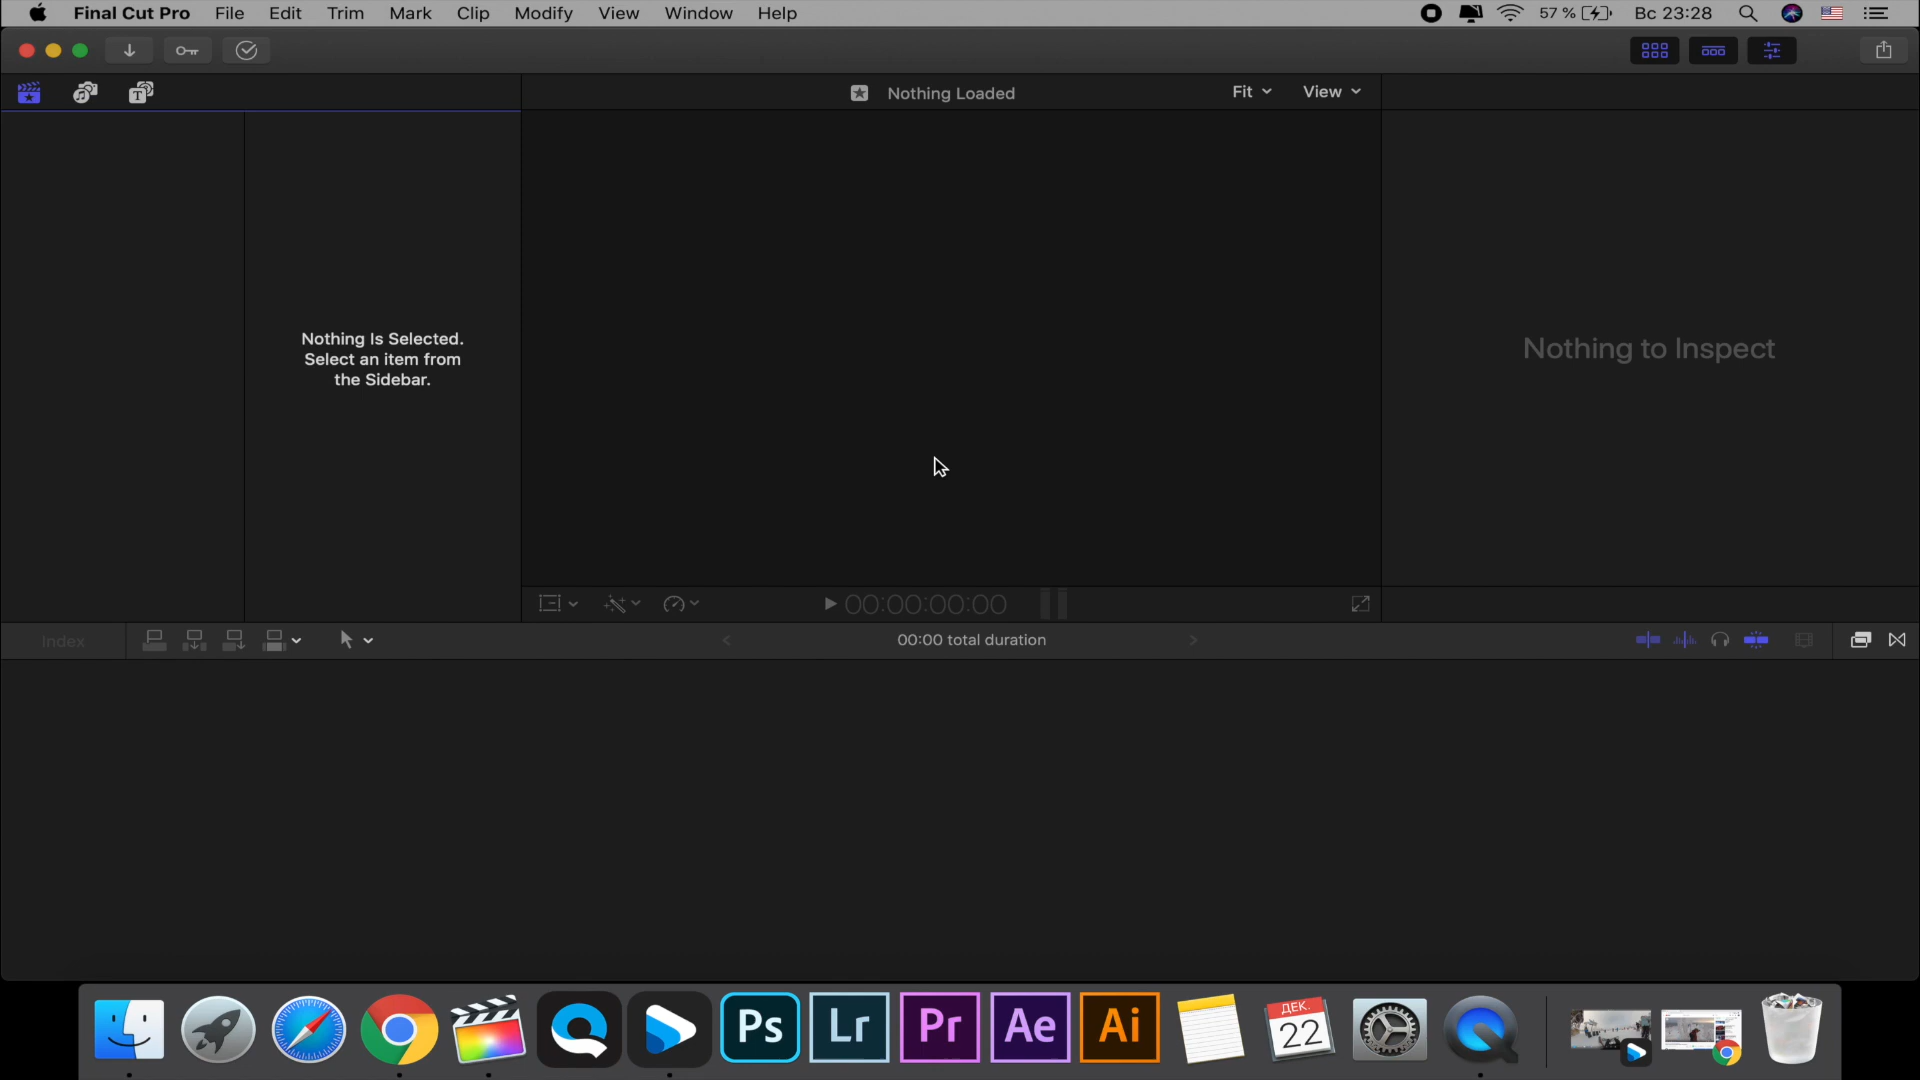 Final Cut Pro File Edit Trim Mark Clip Modify View Window Help 57 % Вс 23:28
Nothing Loaded Fit View
Nothing Is Selected.
Select an item from
the Sidebar.
Nothing to Inspect
00:00:00:00
Index 00:00 total duration
Ps Lr Pr Ae Ai ДЕК. 22